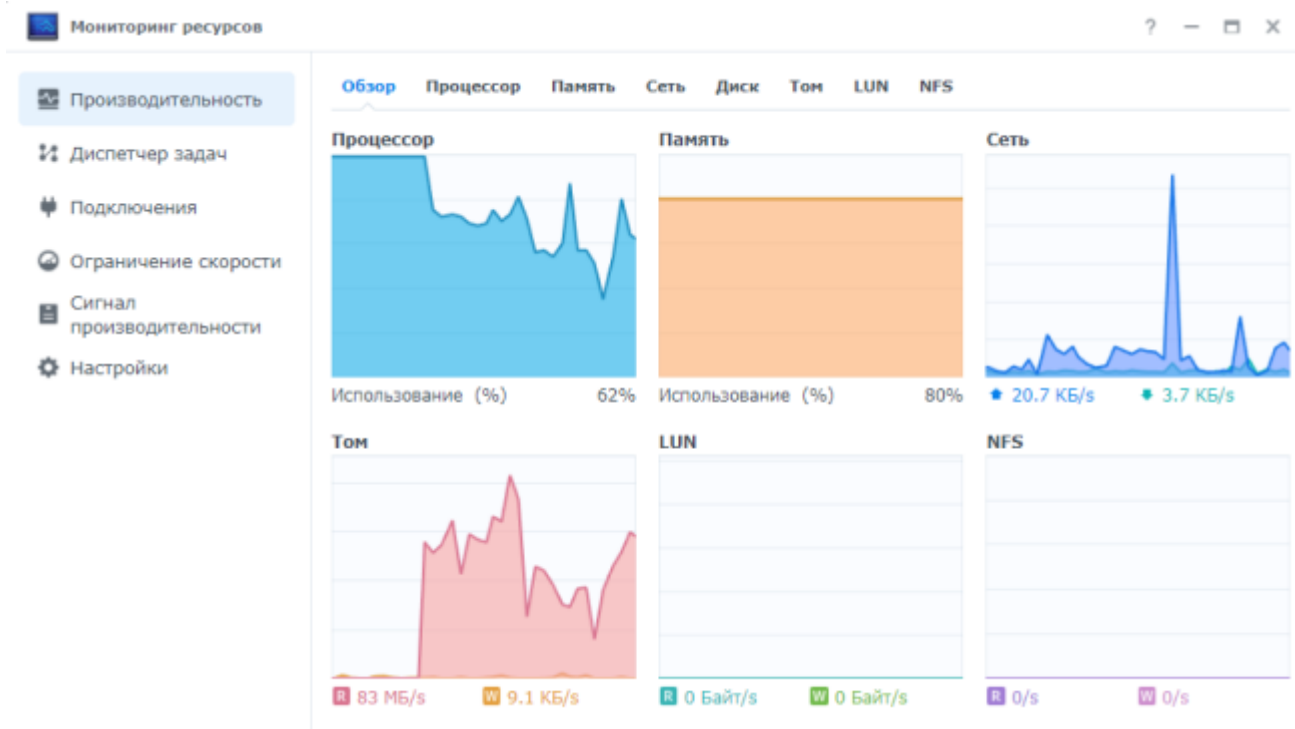 Мониторинг ресурсов
?
Производительность
Диспетчер задач
Подключения
Ограничение скорости
Сигнал
производительности
Настройки
Обзор Процессор Память Сеть Диск Том LUN NFS
Процессор
Использование (%) 62%
Память
Использование (%) 80%
Сеть
20.7 КБ/s 3.7 КБ/s
Том
R 83 МБ/s W 9.1 КБ/s
LUN
R 0 Байт/s W 0 Байт/s
NFS
R 0/s W 0/s